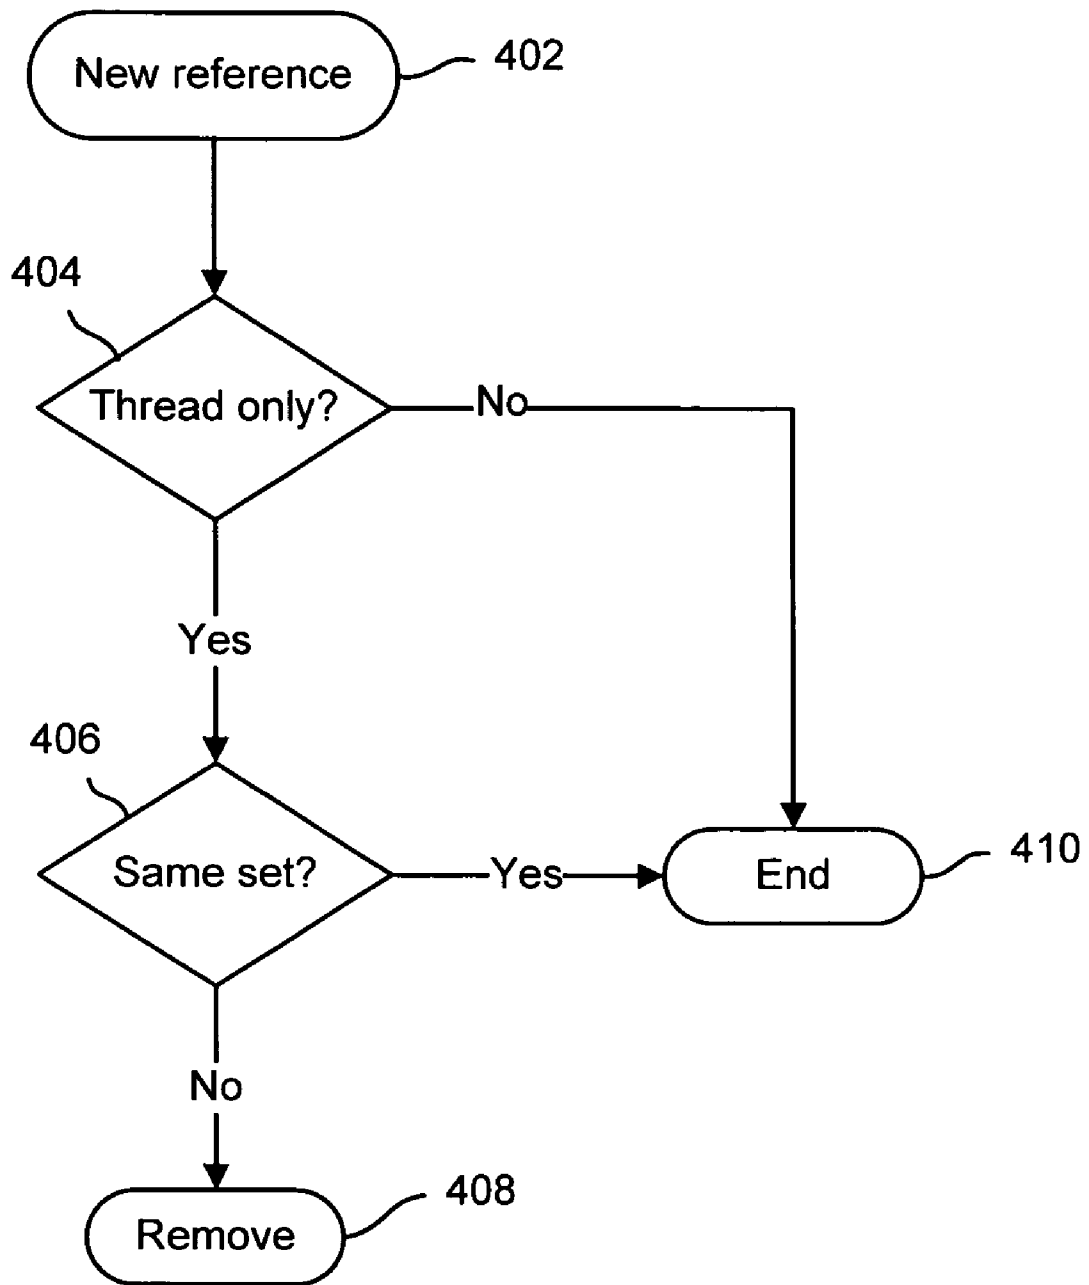 New reference
402
404
Thread only?
No
Yes
406
Same set?
Yes
End
410
No
408
Remove